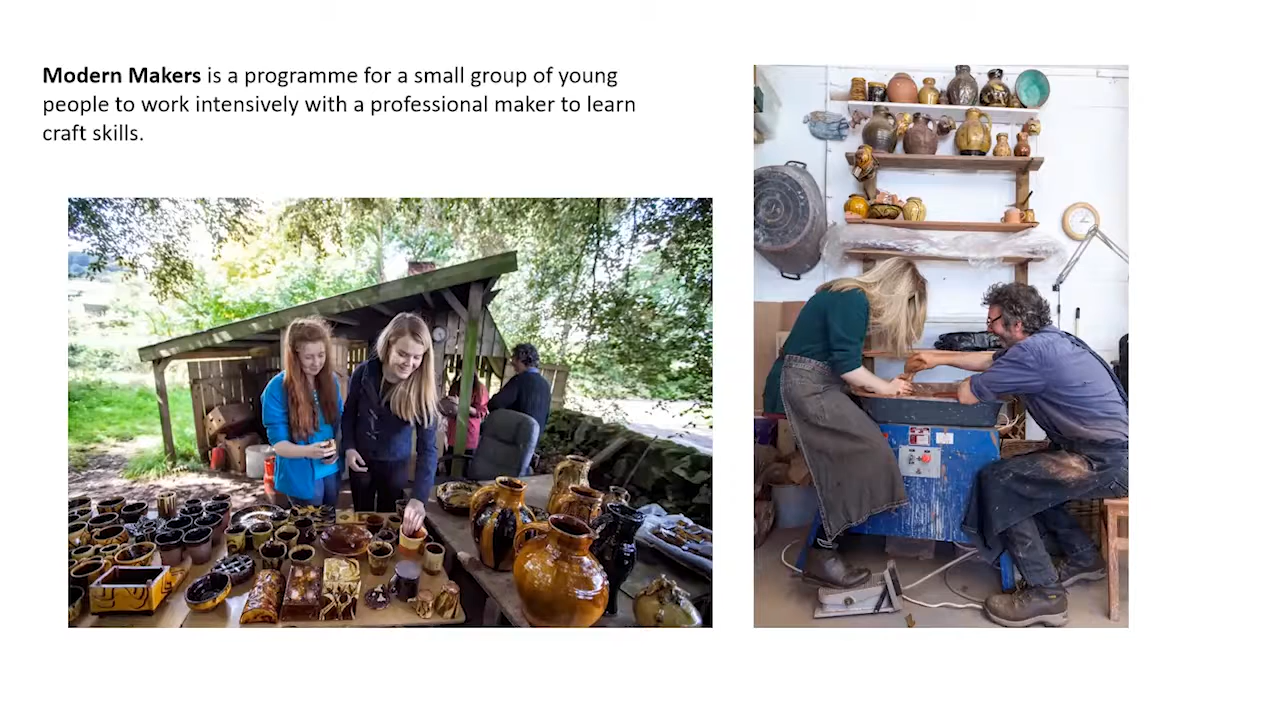 Modern Makers is a programme for a small group of young
people to work intensively with a professional maker to learn
craft skills.